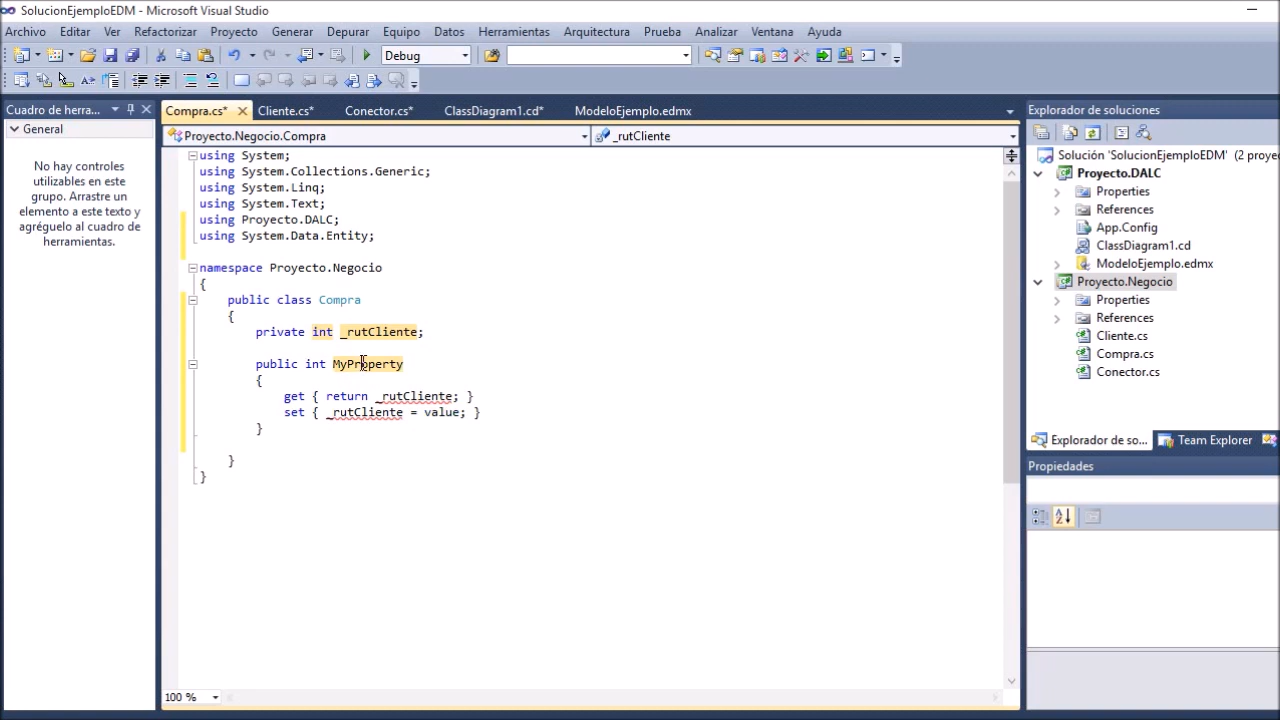 SolucionEjemploEDM - Microsoft Visual Studio
Archivo Editar Ver Refactorizar Proyecto Generar Depurar Equipo Datos Herramientas Arquitectura Prueba Analizar Ventana Ayuda
Debug
Cuadro de herra...
General
No hay controles
utilizables en este
grupo. Arrastre un
elemento a este texto y
agréguelo al cuadro de
herramientas.
Compra.cs* Cliente.cs* Conector.cs* ClassDiagram1.cd* ModeloEjemplo.edmx
Proyecto.Negocio.Compra _rutCliente
using System;
using System.Collections.Generic;
using System.Linq;
using System.Text;
using Proyecto.DALC;
using System.Data.Entity;
namespace Proyecto.Negocio
{
public class Compra
{
private int _rutCliente;
public int MyProperty
{
get { return _rutCliente; }
set { _rutCliente = value; }
}
}
}
100 %
Explorador de soluciones
Solución 'SolucionEjemploEDM' (2 proye
Proyecto.DALC
Properties
References
App.Config
ClassDiagram1.cd
ModeloEjemplo.edmx
Proyecto.Negocio
Properties
References
Cliente.cs
Compra.cs
Conector.cs
Explorador de so... Team Explorer
Propiedades